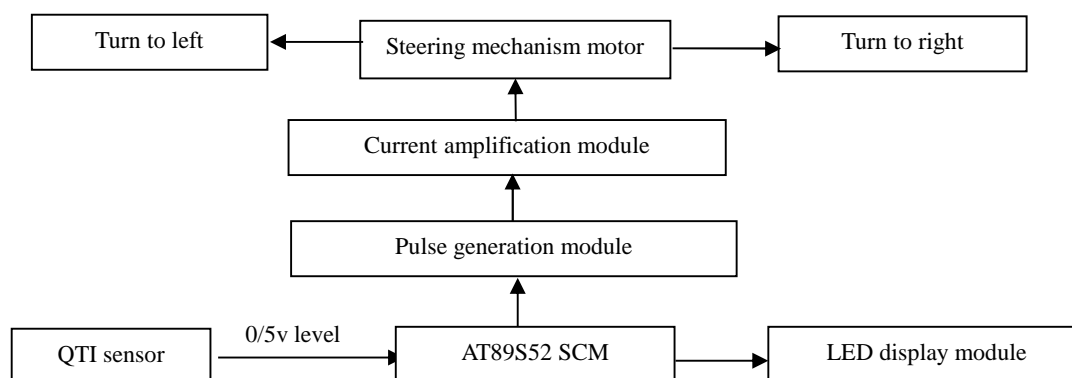 Turn to left
Steering mechanism motor
Turn to right
Current amplification module
Pulse generation module
0/5v level
QTI sensor
AT89S52 SCM
LED display module